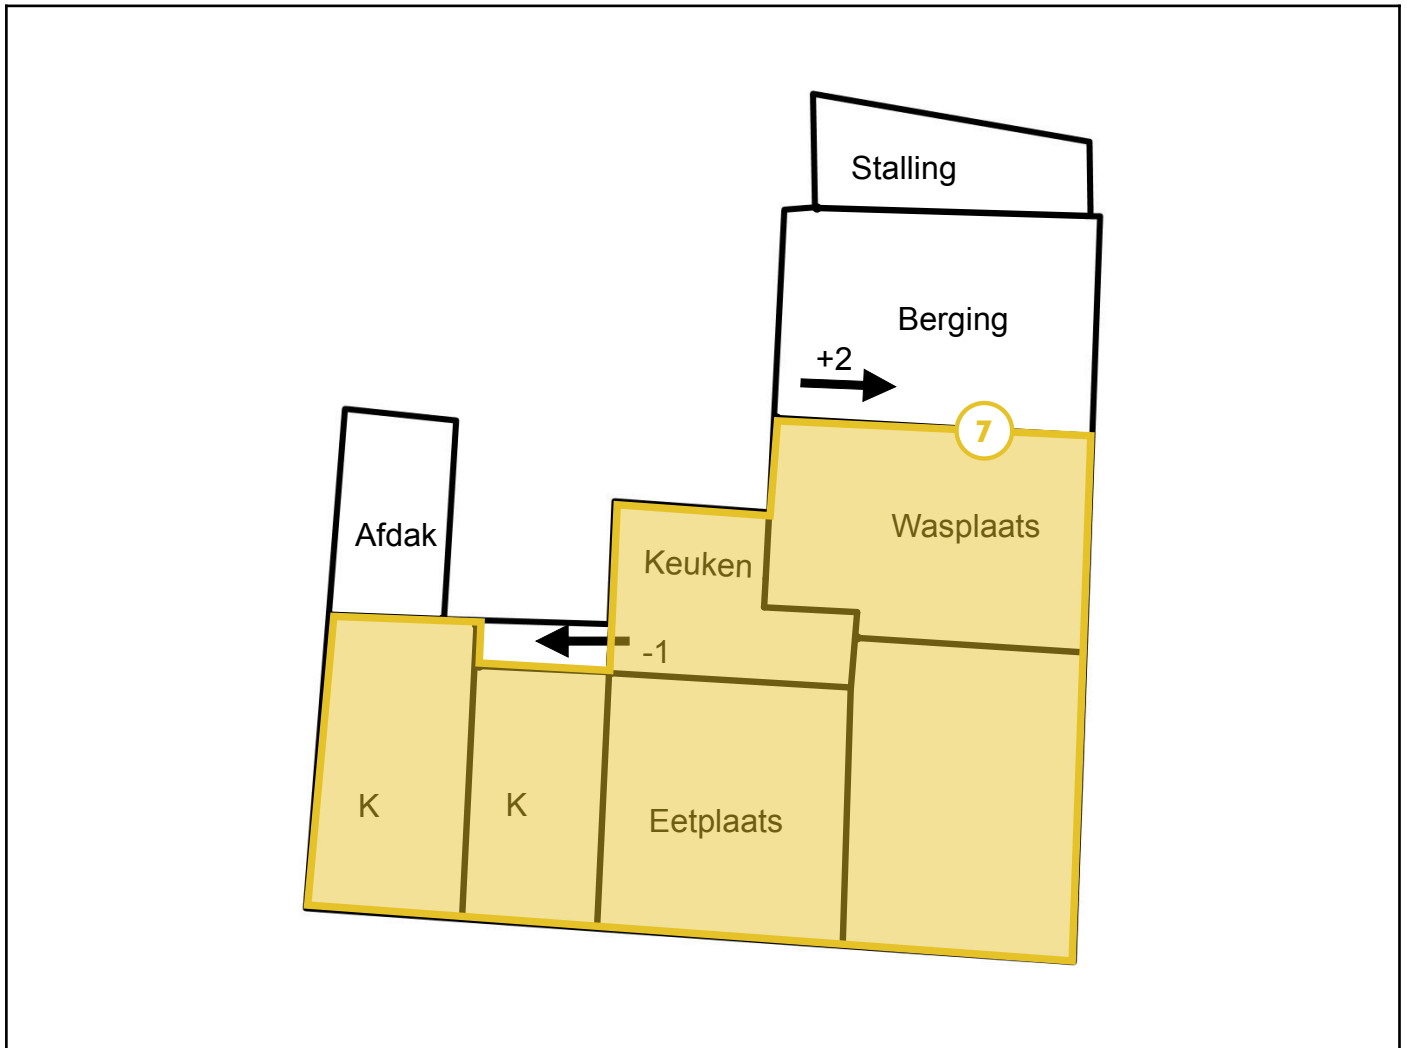 Stalling
Berging
+2
7
Wasplaats
Afdak
Keuken
-1
K
K
Eetplaats